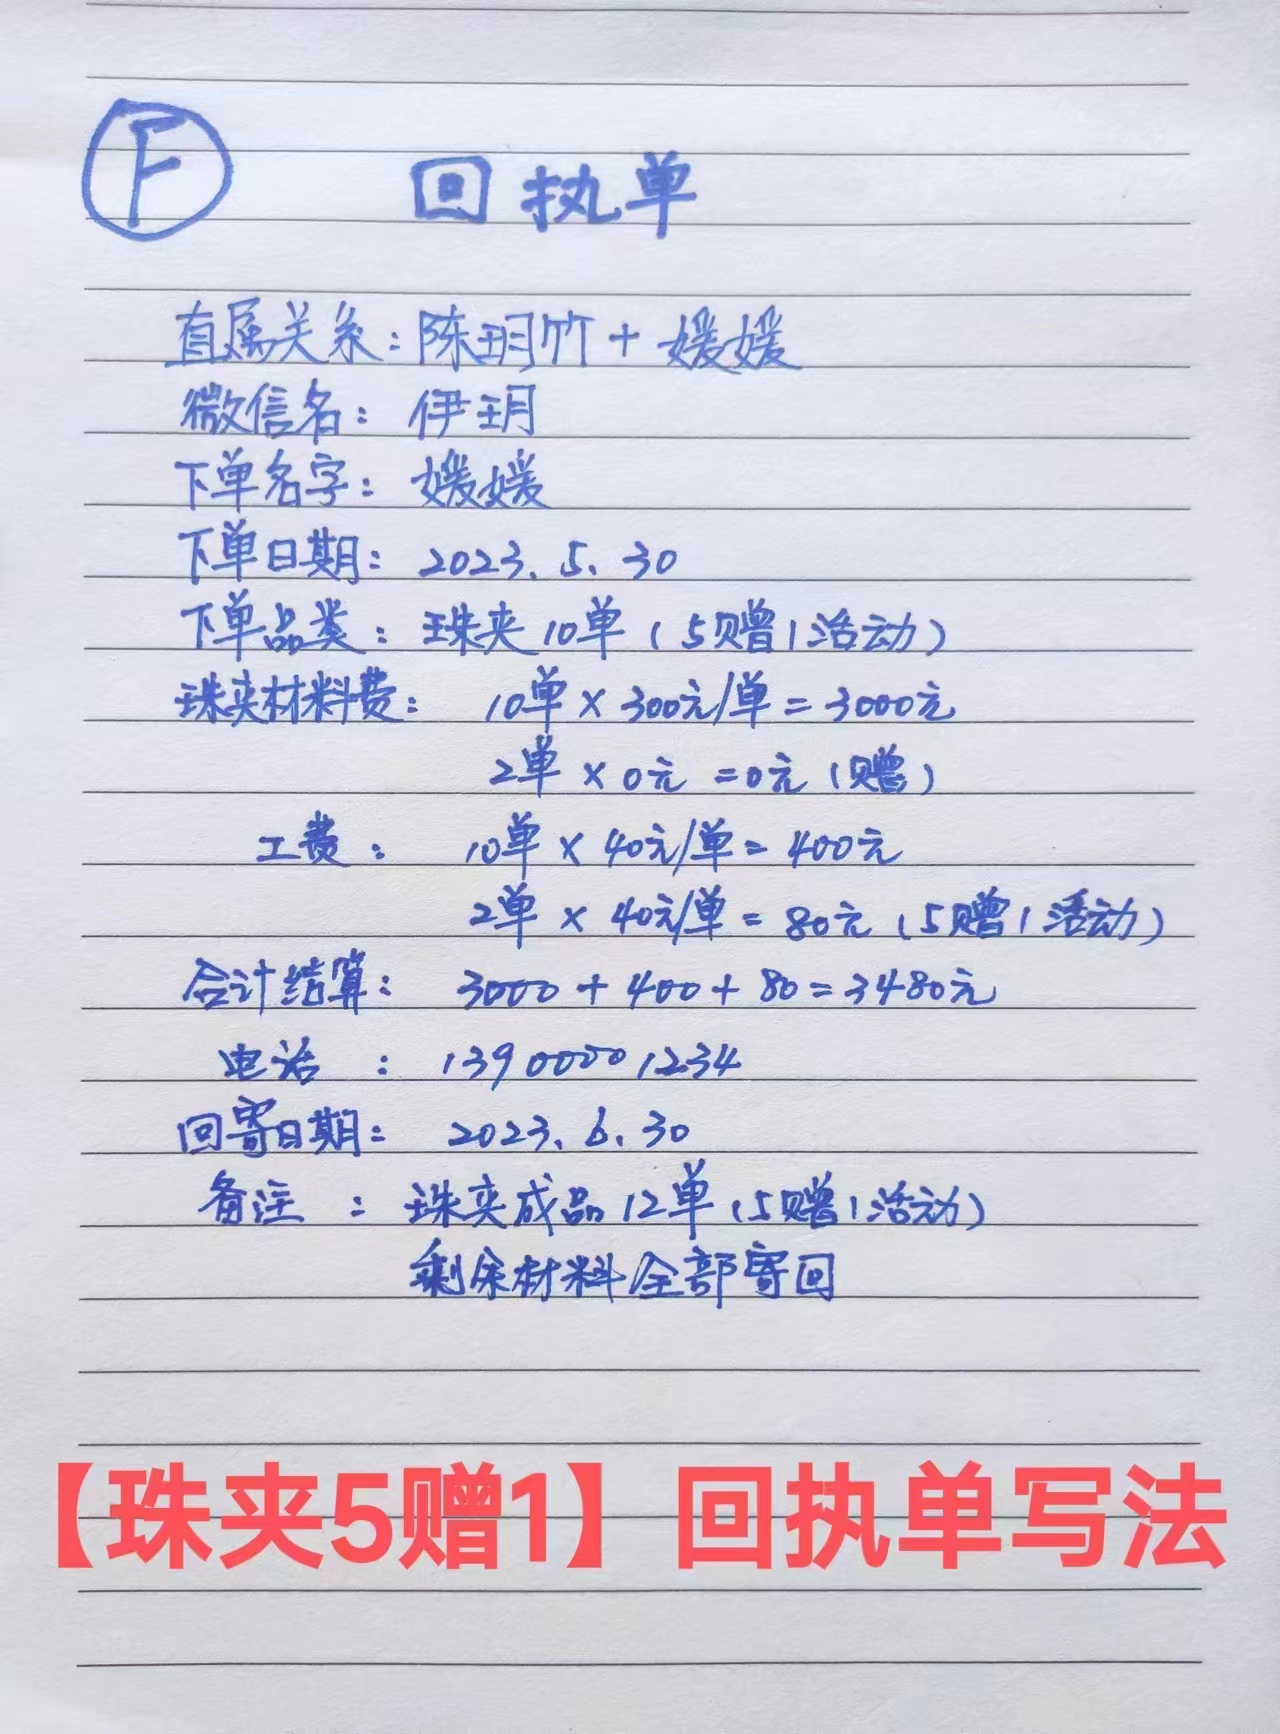 F
回执单
直属关系：陈玥竹 + 媛媛
微信名：伊玥
下单名字：媛媛
下单日期：2023.5.30
下单品类：珠夹10单（5赠1活动）
珠夹材料费：10单×300元/单=3000元
2单×0元=0元（赠）
工费：10单×40元/单=400元
2单×40元/单=80元（5赠1活动）
合计结算：3000+400+80=3480元
电话：13900001234
回寄日期：2023.6.30
备注：珠夹成品12单（5赠1活动）
剩余材料全部寄回
【珠夹5赠1】回执单写法